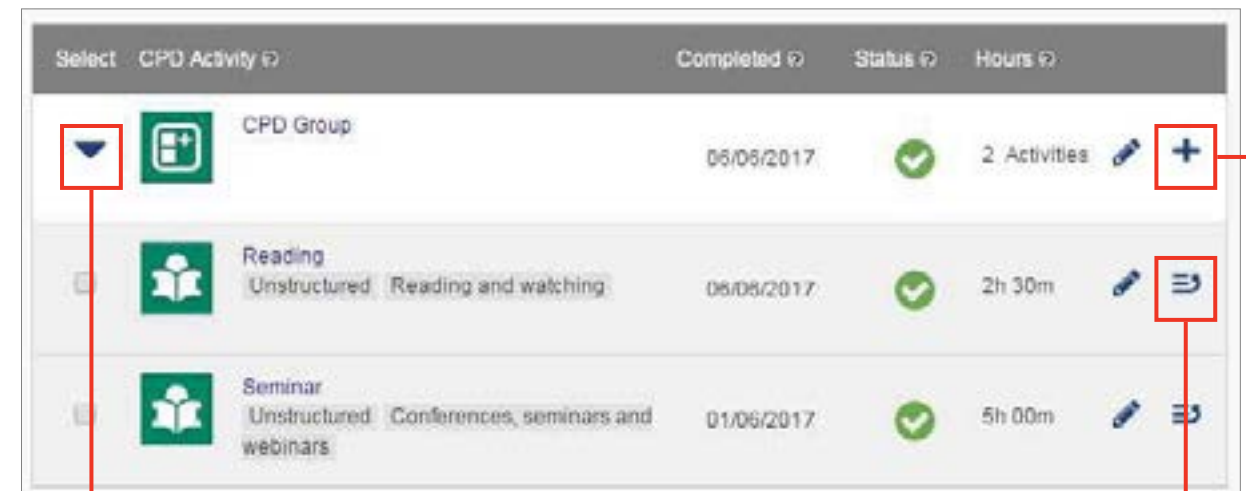 Select CPD Activity Completed Status Hours
CPD Group
06/06/2017 2 Activities
Reading
Unstructured Reading and watching
06/06/2017 2h 30m
Seminar
Unstructured Conferences, seminars and
webinars
01/06/2017 5h 00m